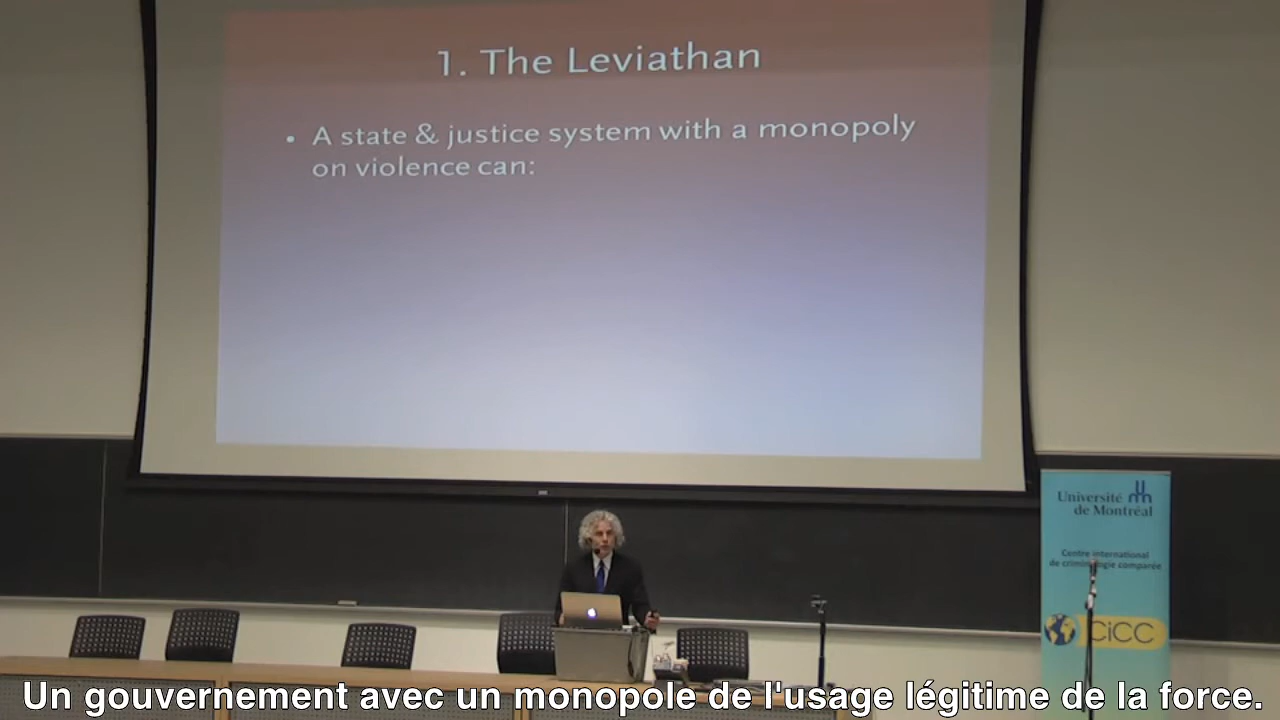 1. The Leviathan
• A state & justice system with a monopoly
on violence can:
Université
de Montréal
Centre international
de criminologie comparée
CiCC
Un gouvernement avec un monopole de l'usage légitime de la force.